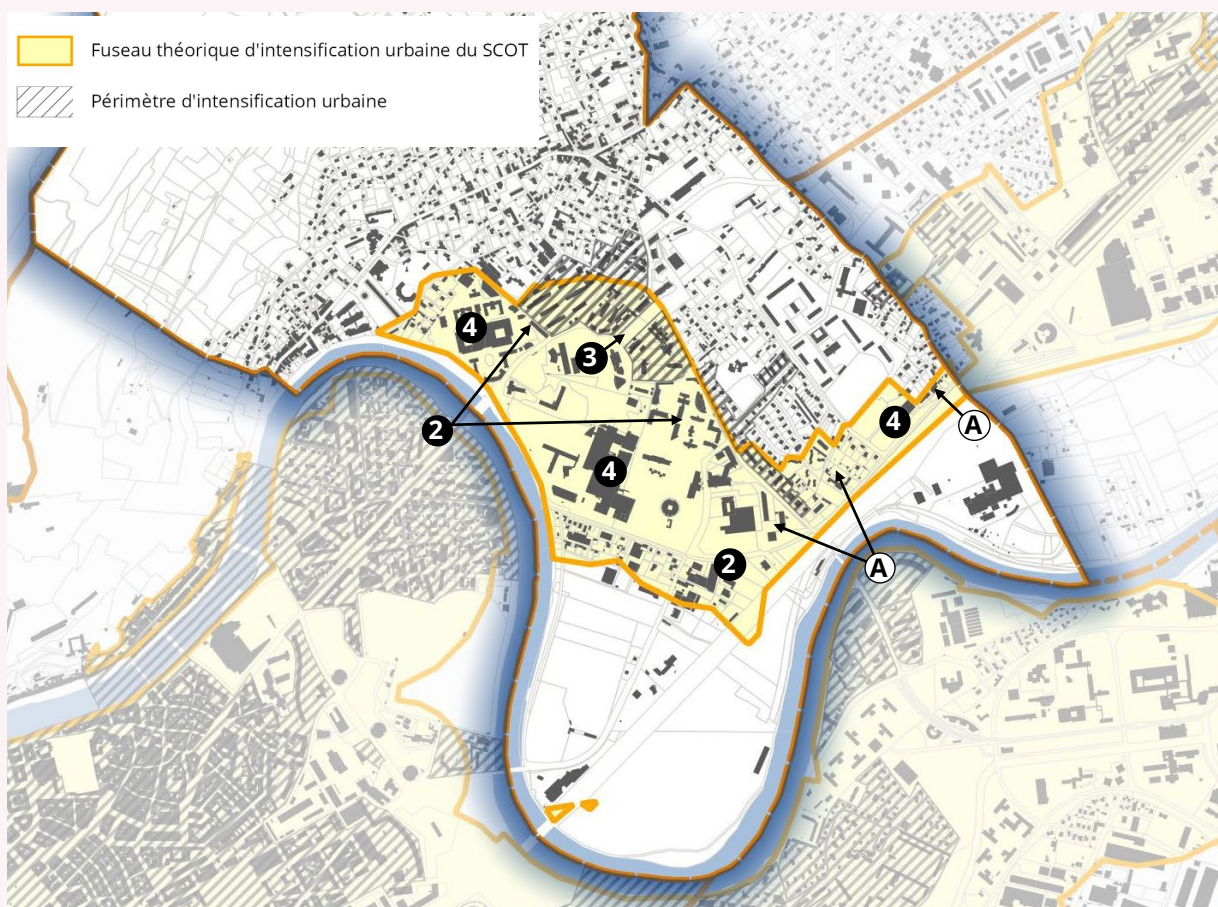 Fuseau théorique d'intensification urbaine du SCOT
Périmètre d'intensification urbaine
4
3
2
4
A
4
A
2